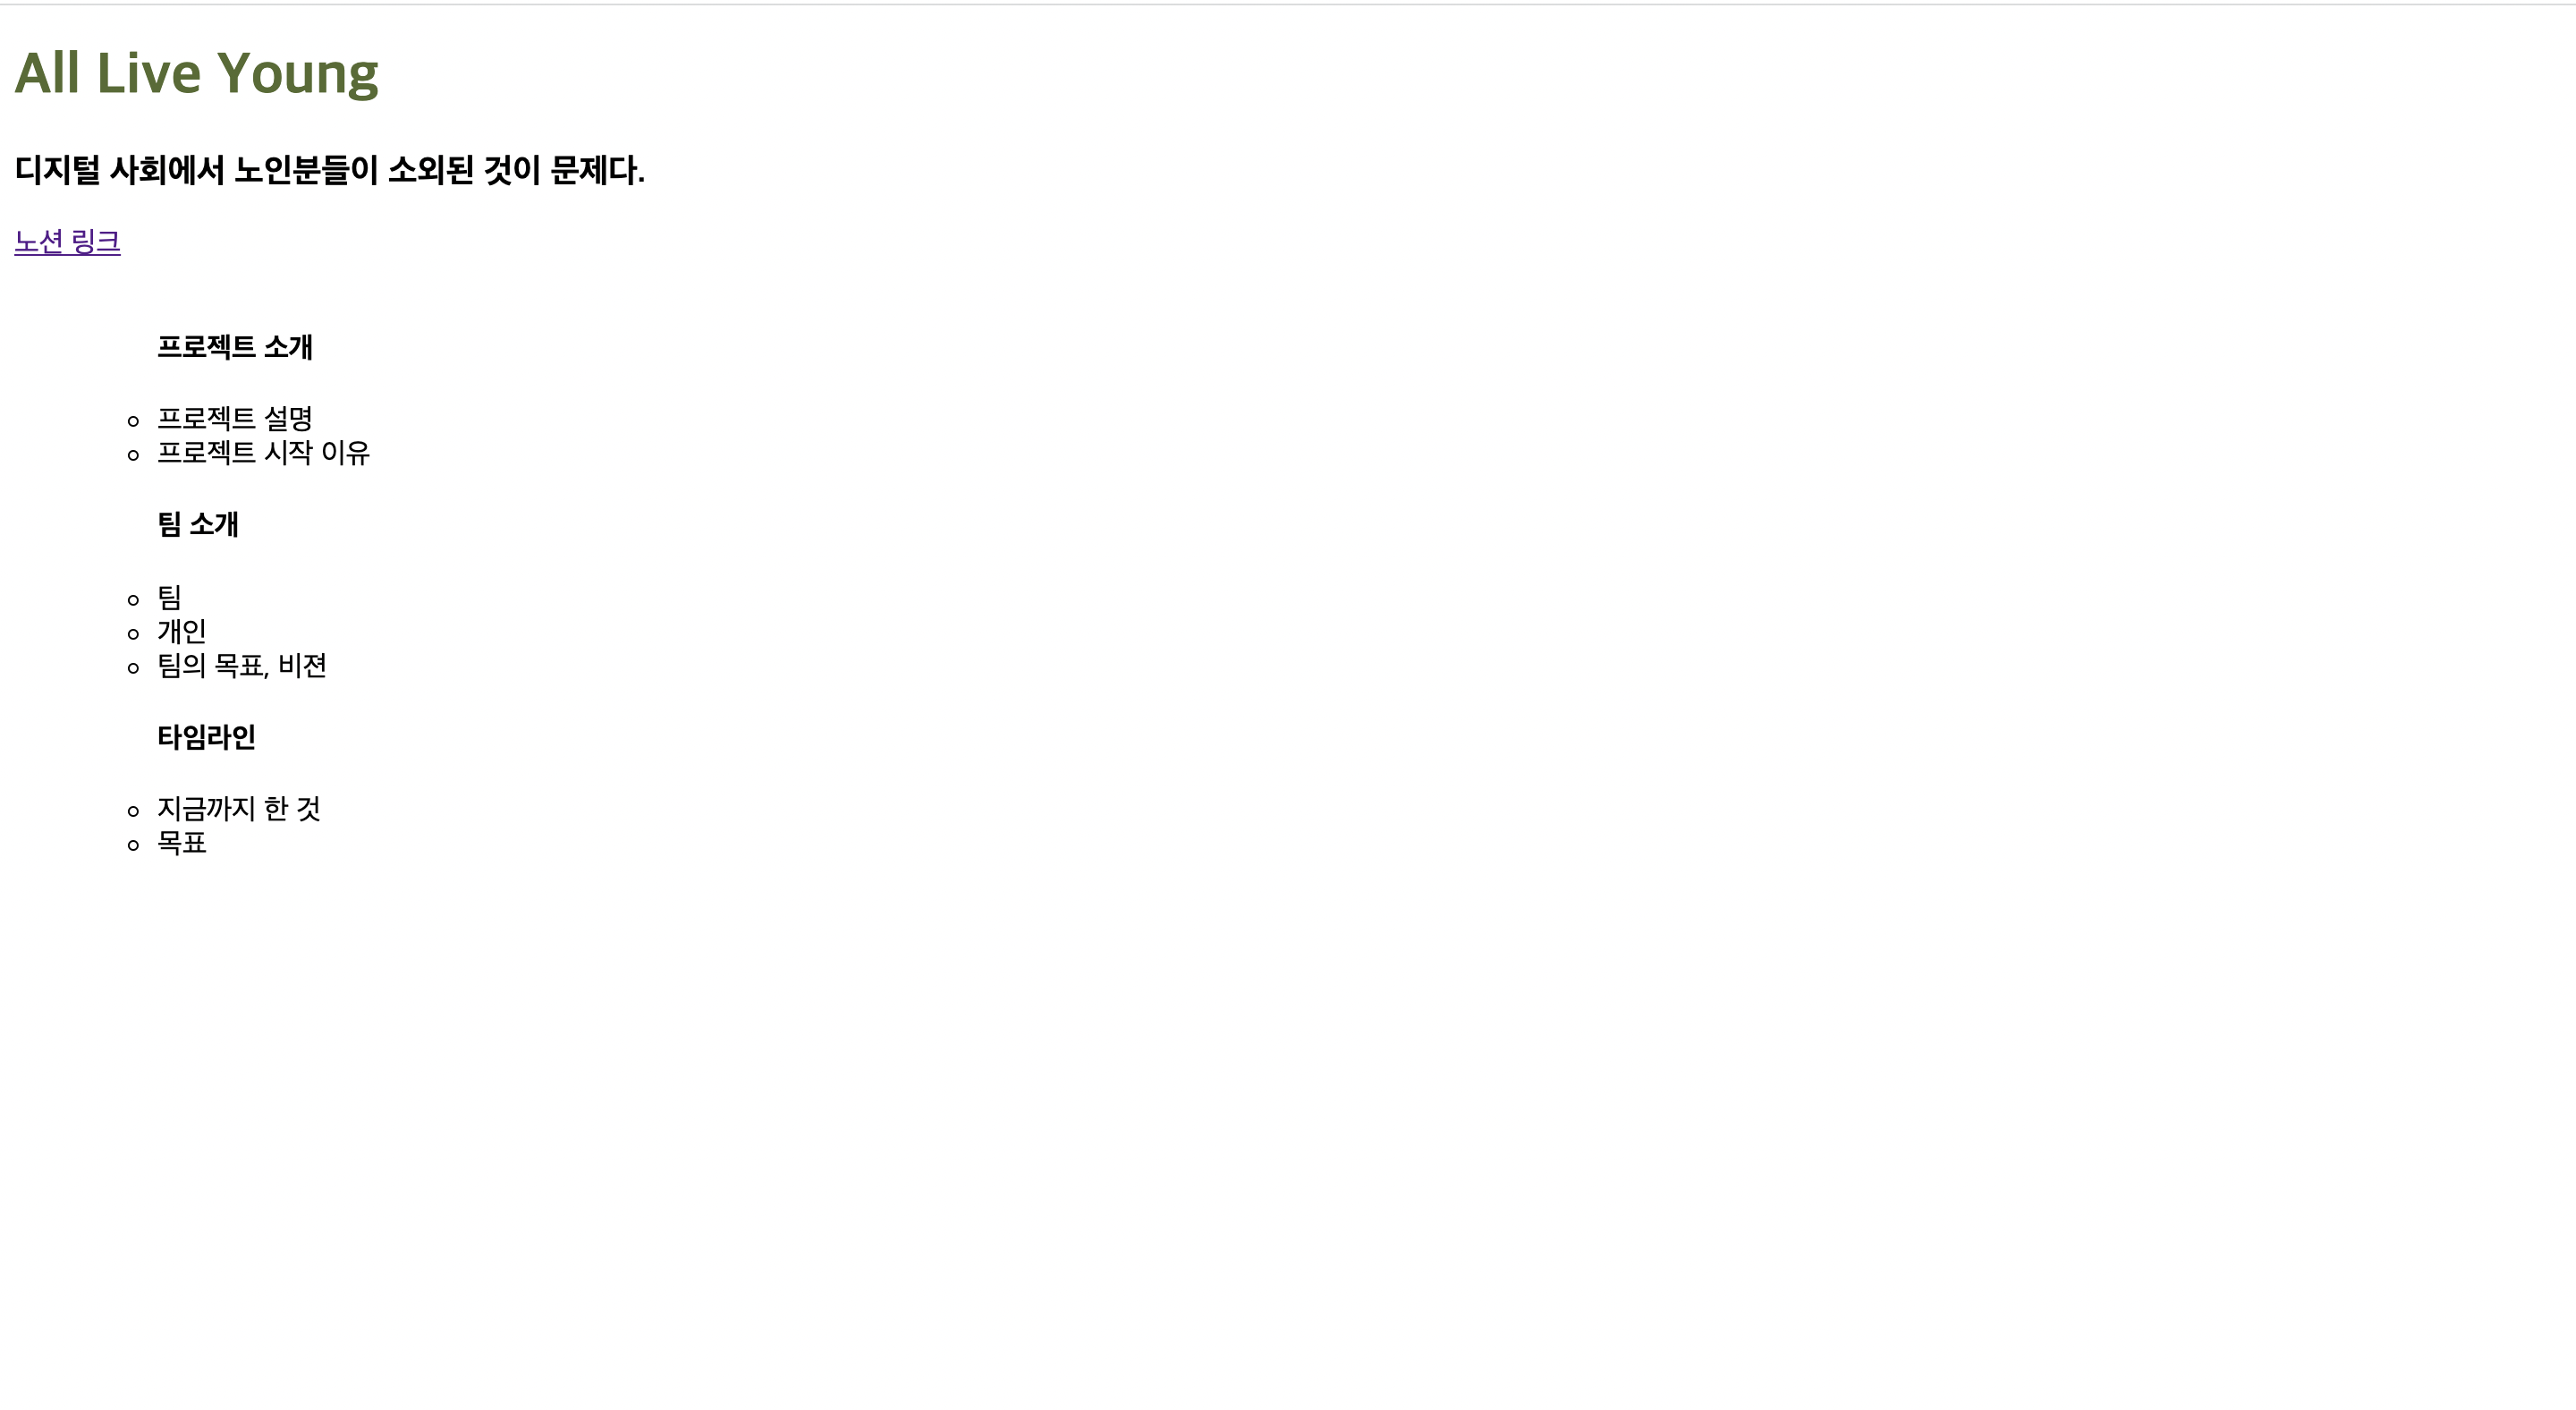 All Live Young
디지털 사회에서 노인분들이 소외된 것이 문제다.
노션 링크
프로젝트 소개
프로젝트 설명
프로젝트 시작 이유
팀 소개
팀
개인
팀의 목표, 비젼
타임라인
지금까지 한 것
목표